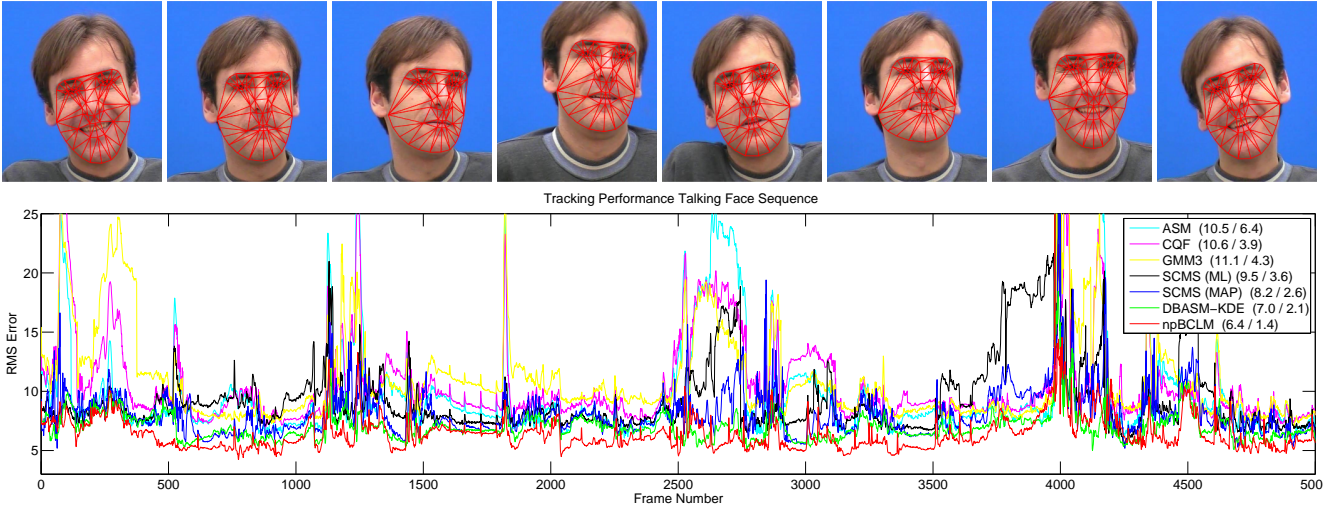 Tracking Performance Talking Face Sequence
25
20
15
10
5
RMS Error
ASM (10.5 / 6.4)
CQF (10.6 / 3.9)
GMM3 (11.1 / 4.3)
SCMS (ML) (9.5 / 3.6)
SCMS (MAP) (8.2 / 2.6)
DBASM−KDE (7.0 / 2.1)
npBCLM (6.4 / 1.4)
0 500 1000 1500 2000 2500 3000 3500 4000 4500 500
Frame Number